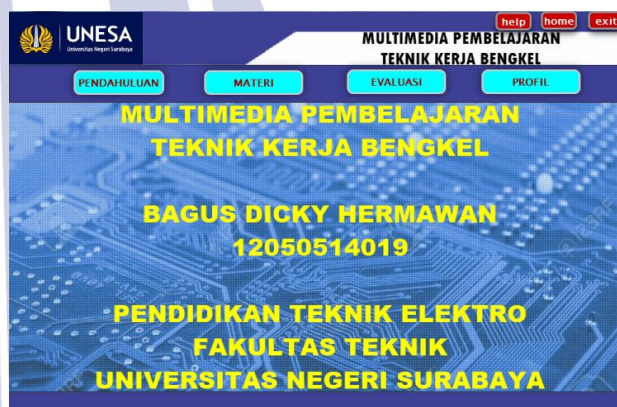 help home exit
UNESA
Universitas Negeri Surabaya
MULTIMEDIA PEMBELAJARAN
TEKNIK KERJA BENGKEL
PENDAHULUAN MATERI EVALUASI PROFIL
MULTIMEDIA PEMBELAJARAN
TEKNIK KERJA BENGKEL
BAGUS DICKY HERMAWAN
12050514019
PENDIDIKAN TEKNIK ELEKTRO
FAKULTAS TEKNIK
UNIVERSITAS NEGERI SURABAYA